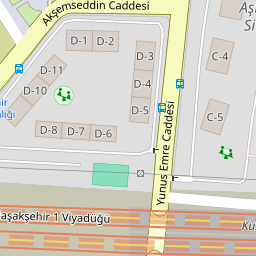 Akşemseddin Caddesi
D-1
D-2
D-3
D-4
D-5
D-11
D-10
D-8
D-7
D-6
C-4
C-5
Yunus Emre Caddesi
aşakşehir 1 Viyadüğü